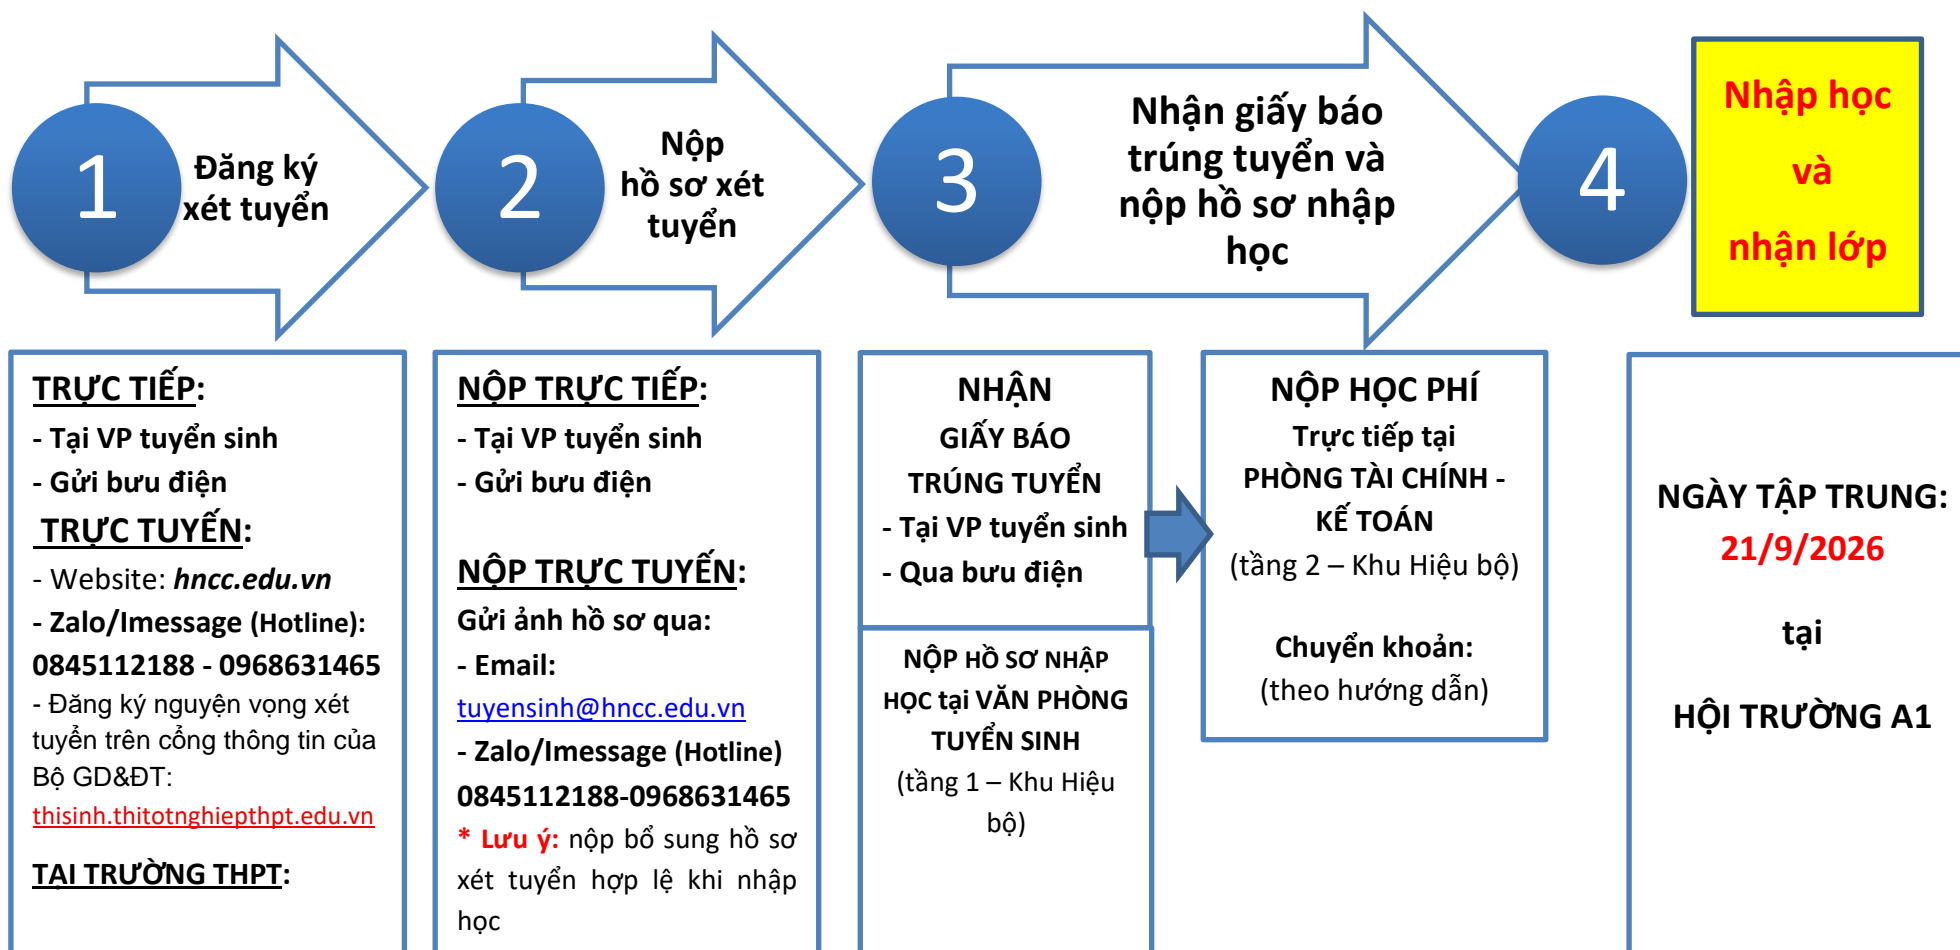 1
Đăng ký
xét tuyển
2
Nộp
hồ sơ xét
tuyển
3
Nhận giấy báo
trúng tuyển và
nộp hồ sơ nhập
học
4
Nhập học
và
nhận lớp
TRỰC TIẾP:
- Tại VP tuyển sinh
- Gửi bưu điện
TRỰC TUYẾN:
- Website: hncc.edu.vn
- Zalo/Imessage (Hotline):
0845112188 - 0968631465
- Đăng ký nguyện vọng xét
tuyển trên cổng thông tin của
Bộ GD&ĐT:
thisinh.thitotnghiepthpt.edu.vn
TẠI TRƯỜNG THPT:
NỘP TRỰC TIẾP:
- Tại VP tuyển sinh
- Gửi bưu điện
NỘP TRỰC TUYẾN:
Gửi ảnh hồ sơ qua:
- Email:
tuyensinh@hncc.edu.vn
- Zalo/Imessage (Hotline)
0845112188-0968631465
* Lưu ý: nộp bổ sung hồ sơ
xét tuyển hợp lệ khi nhập
học
NHẬN
GIẤY BÁO
TRÚNG TUYỂN
- Tại VP tuyển sinh
- Qua bưu điện
NỘP HỒ SƠ NHẬP
HỌC tại VĂN PHÒNG
TUYỂN SINH
(tầng 1 – Khu Hiệu
bộ)
NỘP HỌC PHÍ
Trực tiếp tại
PHÒNG TÀI CHÍNH -
KẾ TOÁN
(tầng 2 – Khu Hiệu bộ)
Chuyển khoản:
(theo hướng dẫn)
NGÀY TẬP TRUNG:
21/9/2026
tại
HỘI TRƯỜNG A1